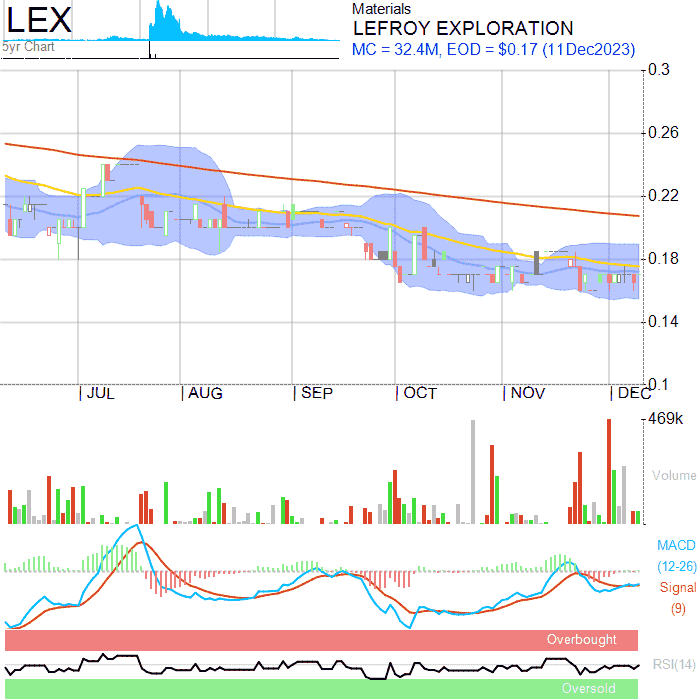 LEX
5yr Chart
Materials
LEFROY EXPLORATION
MC = 32.4M, EOD = $0.17 (11Dec2023)
0.3
0.26
0.22
0.18
0.14
0.1
JUL AUG SEP OCT NOV DEC
469k
Volume
MACD
(12-26)
Signal
(9)
Overbought
RSI(14)
Oversold